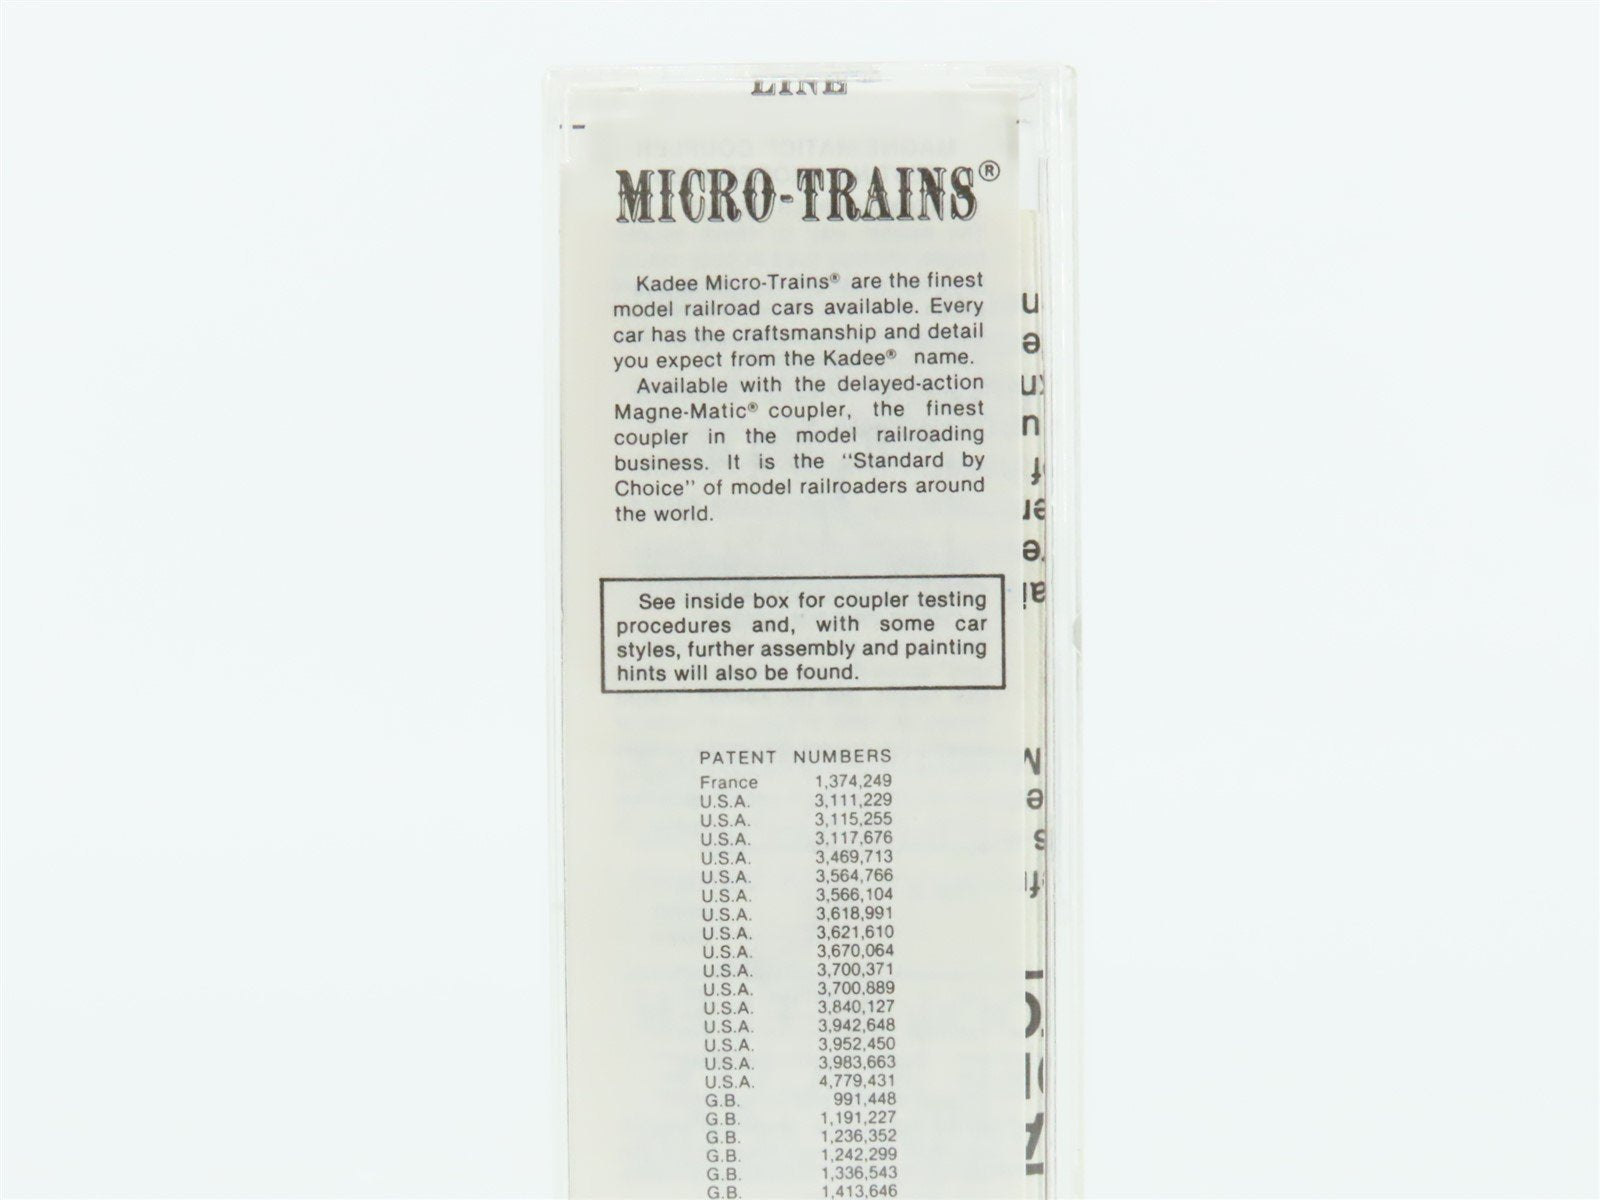 LINE
MICRO-TRAINS®
Kadee Micro-Trains® are the finest
model railroad cars available. Every
car has the craftsmanship and detail
you expect from the Kadee® name.
Available with the delayed-action
Magne-Matic® coupler, the finest
coupler in the model railroading
business. It is the "Standard by
Choice" of model railroaders around
the world.
See inside box for coupler testing
procedures and, with some car
styles, further assembly and painting
hints will also be found.
PATENT NUMBERS
France 1,374,249
U.S.A. 3,111,229
U.S.A. 3,115,255
U.S.A. 3,117,676
U.S.A. 3,469,713
U.S.A. 3,564,766
U.S.A. 3,566,104
U.S.A. 3,618,991
U.S.A. 3,621,610
U.S.A. 3,670,064
U.S.A. 3,700,371
U.S.A. 3,700,889
U.S.A. 3,840,127
U.S.A. 3,942,648
U.S.A. 3,952,450
U.S.A. 3,983,663
U.S.A. 4,779,431
G.B. 991,448
G.B. 1,191,227
G.B. 1,236,352
G.B. 1,242,299
G.B. 1,336,543
G.B. 1,413,646